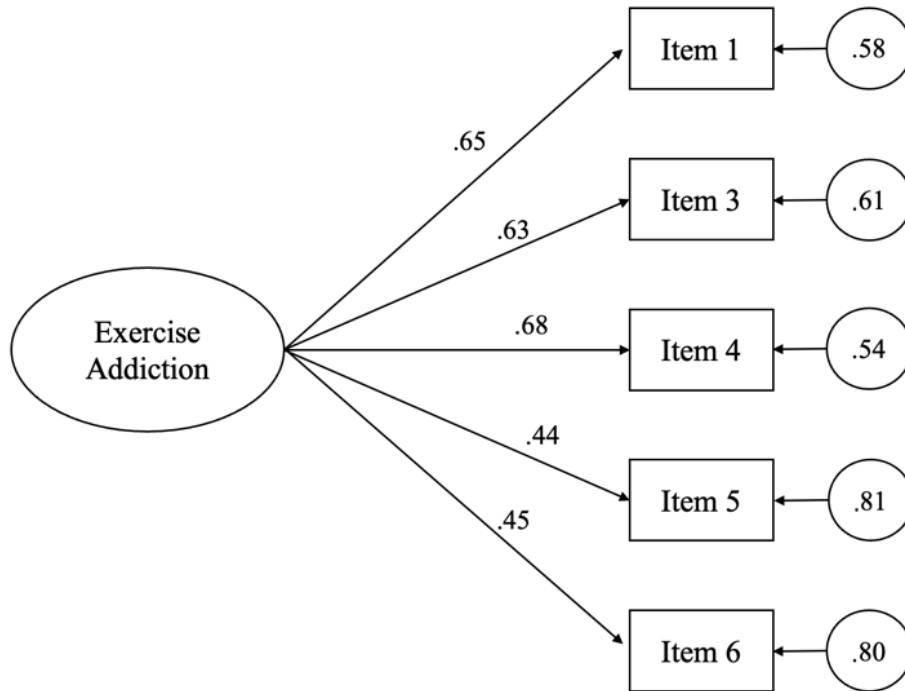 Item 1
.58
.65
Item 3
.61
.63
Exercise
Addiction
.68
Item 4
.54
.44
Item 5
.81
.45
Item 6
.80